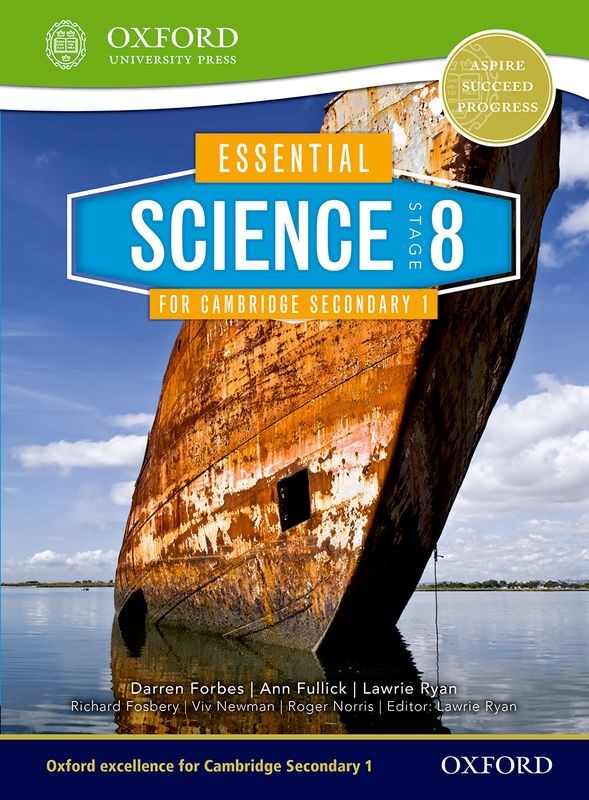 OXFORD
UNIVERSITY PRESS
ASPIRE
SUCCEED
PROGRESS
ESSENTIAL
SCIENCE STAGE 8
FOR CAMBRIDGE SECONDARY 1
Darren Forbes | Ann Fullick | Lawrie Ryan
Richard Fosbery | Viv Newman | Roger Norris | Editor: Lawrie Ryan
Oxford excellence for Cambridge Secondary 1
OXFORD